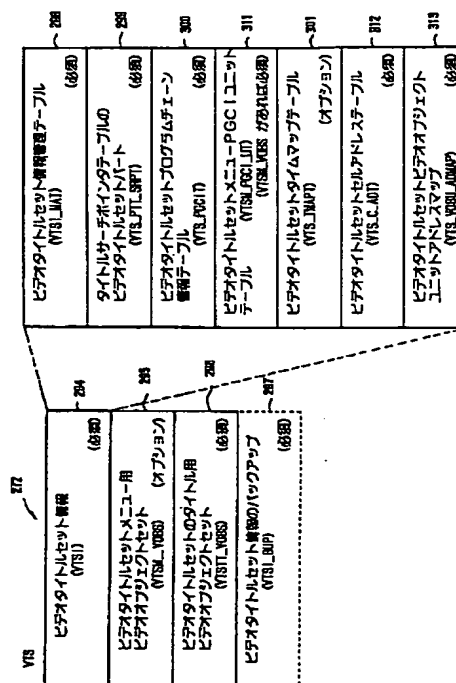 VTS
272
ビデオタイトルセット情報
(VTSI)
(必須)
294
ビデオタイトルセットメニュー用
ビデオオブジェクトセット
(VTSM_VOBS)
(オプション)
295
ビデオタイトルセットのタイトル用
ビデオオブジェクトセット
(VTSTT_VOBS)
(必須)
296
ビデオタイトルセット情報のバックアップ
(VTSI_BUP)
(必須)
297
ビデオタイトルセット情報管理テーブル
(VTSI_MAT)
(必須)
298
タイトルサーチポインタテーブルの
ビデオタイトルセットパート
(VTS_PTT_SRPT)
(必須)
299
ビデオタイトルセットプログラムチェーン
情報テーブル
(VTS_PGCIT)
(必須)
300
ビデオタイトルセットメニューPGCIユニット
テーブル
(VTSM_PGCI_UT)
(VTSM_VOBS があれば必須)
311
ビデオタイトルセットタイムマップテーブル
(VTS_TMAPT)
(オプション)
301
ビデオタイトルセットセルアドレステーブル
(VTS_C_ADT)
(必須)
312
ビデオタイトルセットビデオオブジェクト
ユニットアドレスマップ
(VTS_VOBU_ADMAP)
(必須)
313